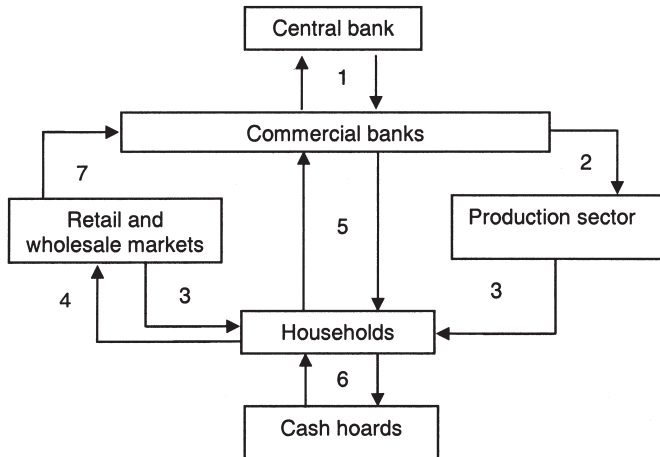 Central bank
1
Commercial banks
7
2
Retail and
wholesale markets
5
Production sector
4
3
3
Households
6
Cash hoards